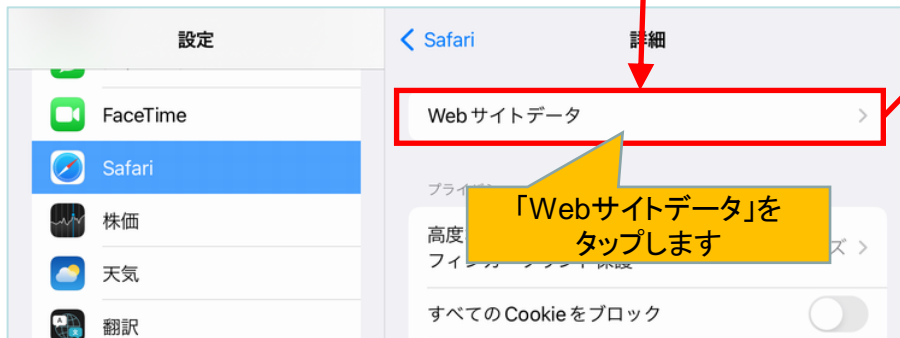 設定
FaceTime
Safari
株価
天気
翻訳
Safari
詳細
Webサイトデータ
「Webサイトデータ」を
タップします
高度
すべてのCookieをブロック